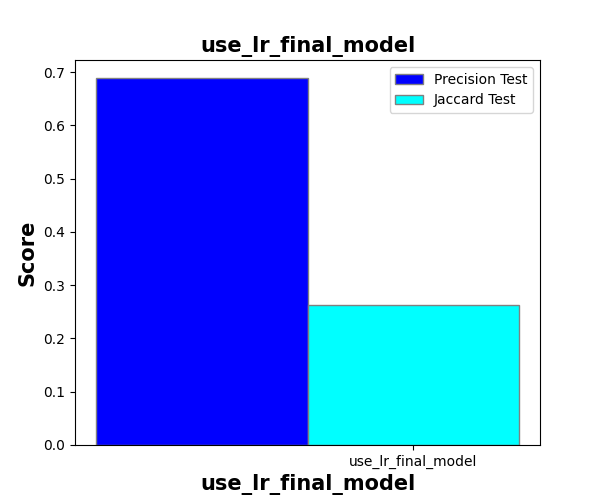 use_lr_final_model
Precision Test
Jaccard Test
Score
0.7
0.6
0.5
0.4
0.3
0.2
0.1
0.0
use_lr_final_model
use_lr_final_model